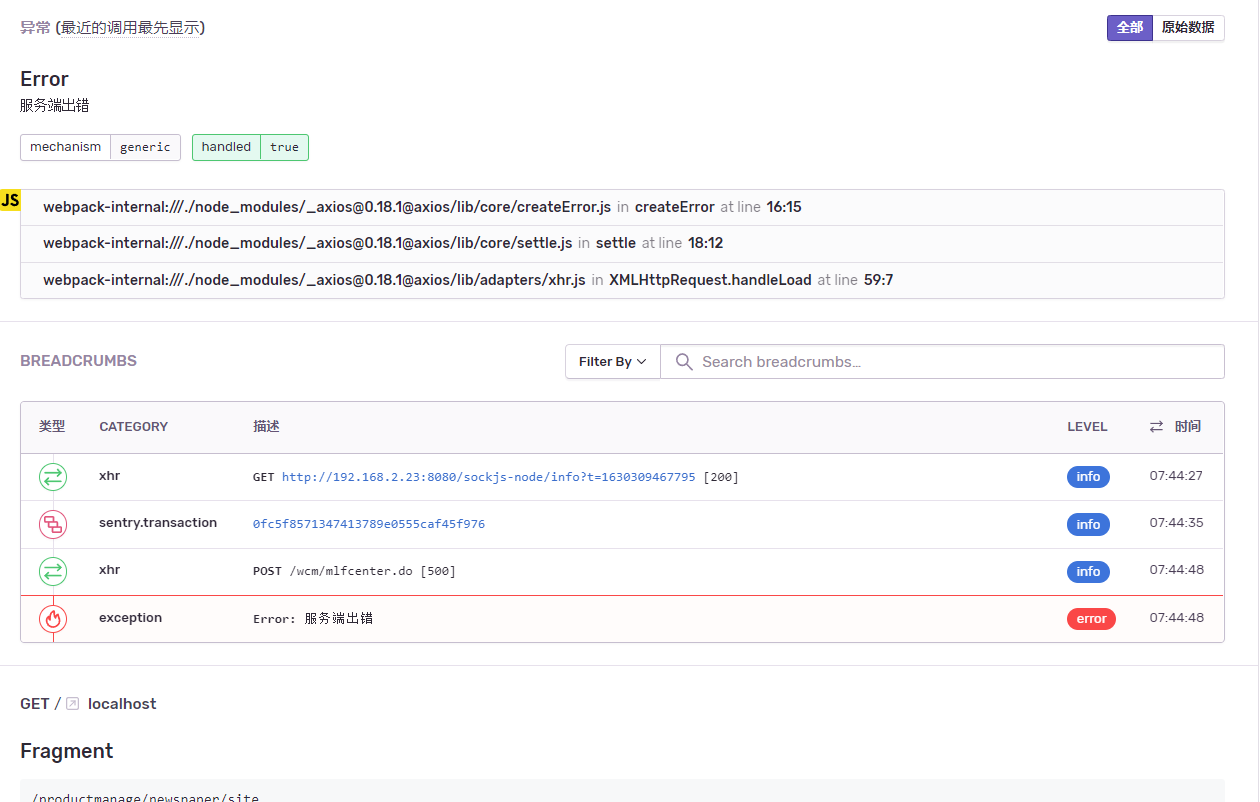 异常 (最近的调用最先显示)
全部 原始数据
Error
服务端出错
mechanism generic handled true
JS
webpack-internal:///./node_modules/_axios@0.18.1@axios/lib/core/createError.js in createError at line 16:15
webpack-internal:///./node_modules/_axios@0.18.1@axios/lib/core/settle.js in settle at line 18:12
webpack-internal:///./node_modules/_axios@0.18.1@axios/lib/adapters/xhr.js in XMLHttpRequest.handleLoad at line 59:7
BREADCRUMBS
Filter By Search breadcrumbs…
类型 CATEGORY 描述 LEVEL 时间
xhr GET http://192.168.2.23:8080/sockjs-node/info?t=1630309467795 [200] info 07:44:27
sentry.transaction 0fc5f8571347413789e0555caf45f976 info 07:44:35
xhr POST /wcm/mlfcenter.do [500] info 07:44:48
exception Error: 服务端出错 error 07:44:48
GET / localhost
Fragment
/productmanage/newspaper/site